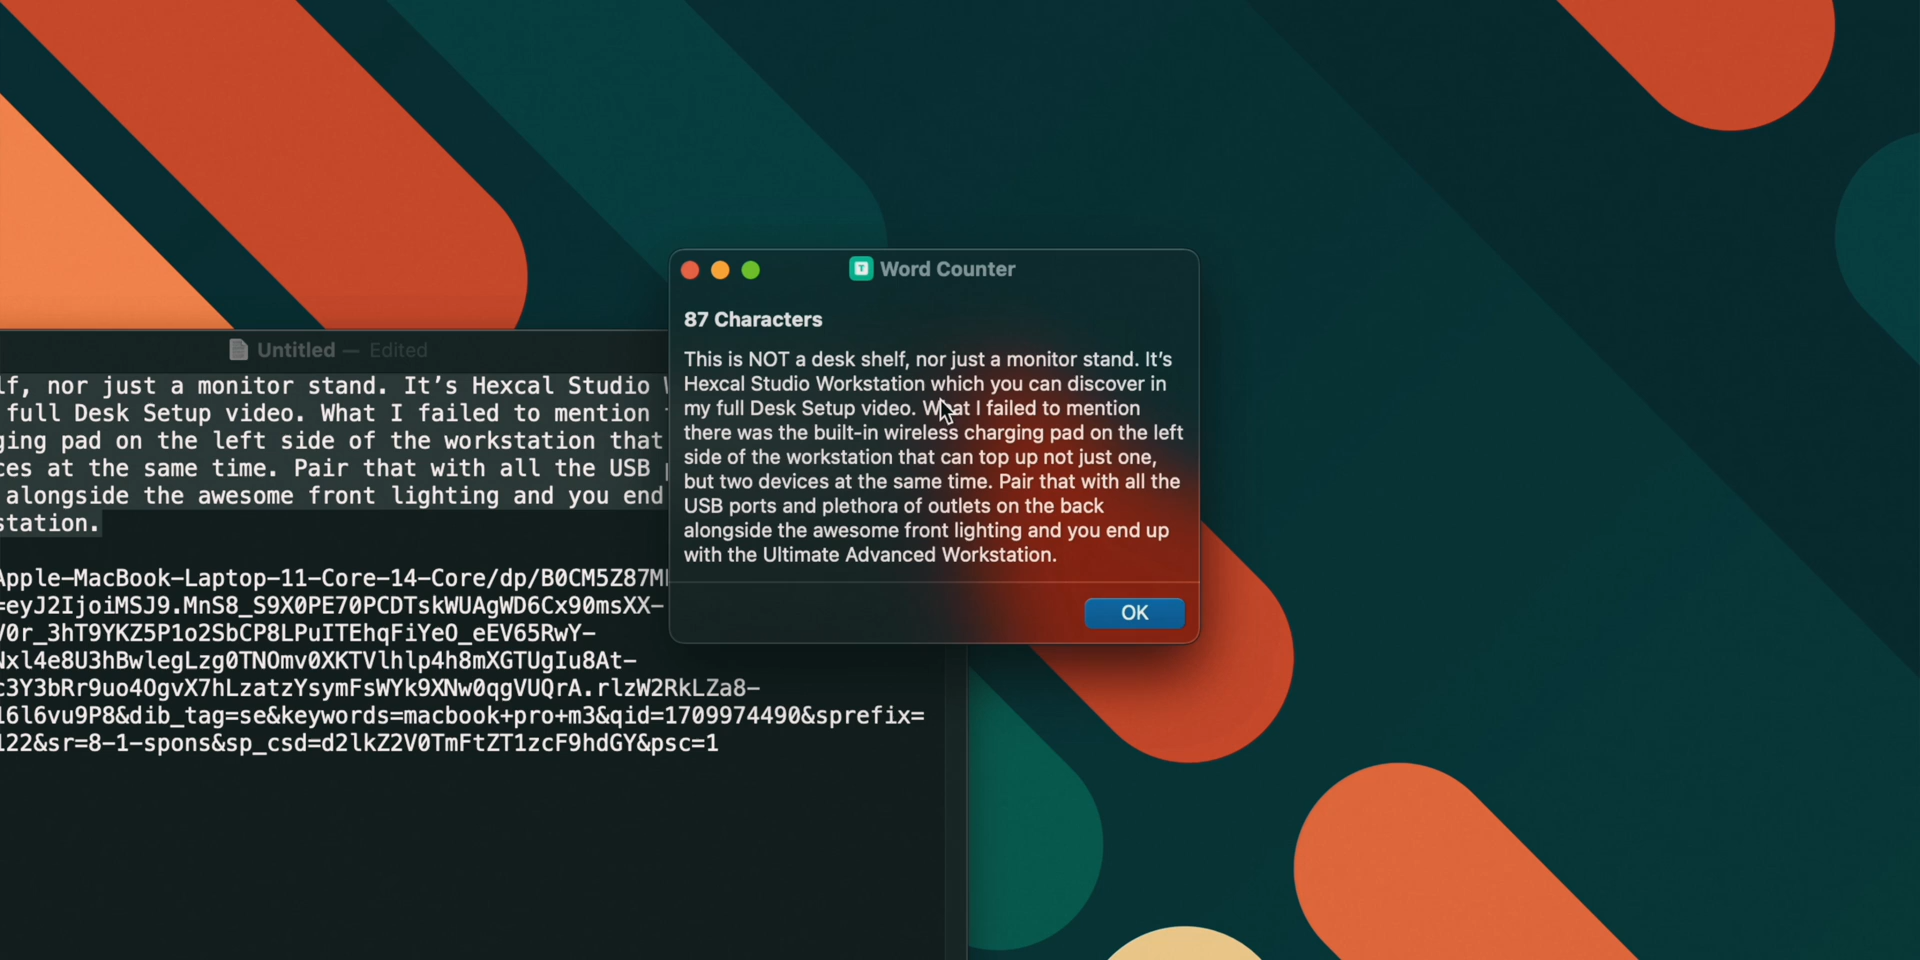 Word Counter
87 Characters
This is NOT a desk shelf, nor just a monitor stand. It’s
Hexcal Studio Workstation which you can discover in
my full Desk Setup video. What I failed to mention
there was the built-in wireless charging pad on the left
side of the workstation that can top up not just one,
but two devices at the same time. Pair that with all the
USB ports and plethora of outlets on the back
alongside the awesome front lighting and you end up
with the Ultimate Advanced Workstation.
OK
Untitled — Edited
lf, nor just a monitor stand. It’s Hexcal Studio
full Desk Setup video. What I failed to mention
ging pad on the left side of the workstation that
ces at the same time. Pair that with all the USB
alongside the awesome front lighting and you end
station.
Apple-MacBook-Laptop-11-Core-14-Core/dp/B0CM5Z87M
=eyJ2IjoiMSJ9.MnS8_S9X0PE70PCDTskWUAgWD6Cx90msXX-
V0r_3hT9YKZ5P1o2SbCP8LPuITEhqFiYeO_eEV65RwY-
Nxl4e8U3hBwlegLzg0TNOmv0XKTVlhlp4h8mXGTUgIu8At-
c3Y3bRr9uo4OgvX7hLzatzYsymFsWYk9XNw0qgVUQrA.rlzW2RkLZa8-
l6l6vu9P8&dib_tag=se&keywords=macbook+pro+m3&qid=1709974490&sprefix=
122&sr=8-1-spons&sp_csd=d2lkZ2V0TmFtZT1zcF9hdGY&psc=1